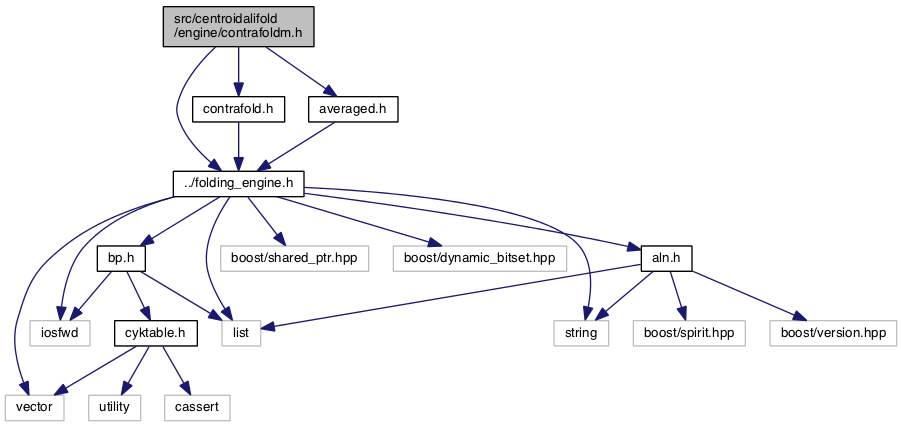 src/centroidalifold
/engine/contrafoldm.h
contrafold.h
averaged.h
../folding_engine.h
bp.h
boost/shared_ptr.hpp
boost/dynamic_bitset.hpp
aln.h
iosfwd
cyktable.h
list
string
boost/spirit.hpp
boost/version.hpp
vector
utility
cassert